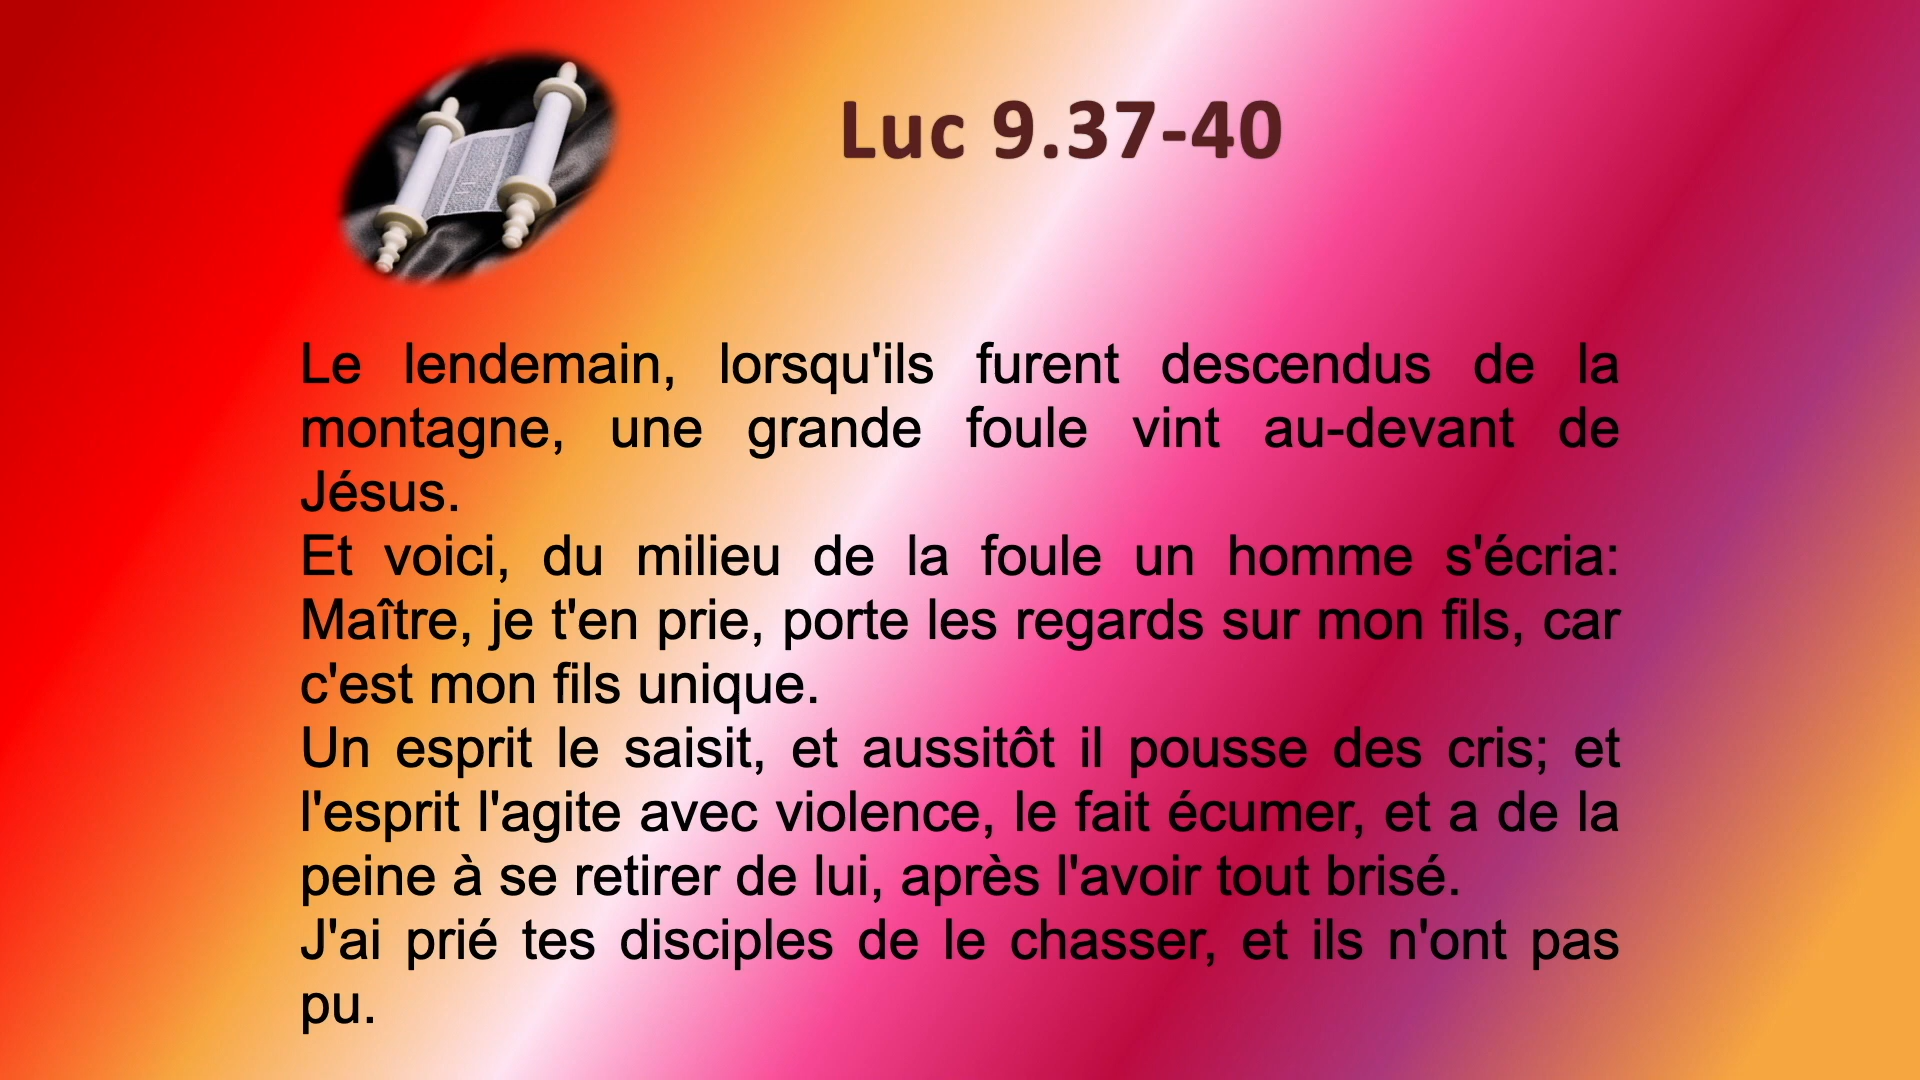 Luc 9.37-40
Le lendemain, lorsqu'ils furent descendus de la
montagne, une grande foule vint au-devant de
Jésus.
Et voici, du milieu de la foule un homme s'écria:
Maître, je t'en prie, porte les regards sur mon fils, car
c'est mon fils unique.
Un esprit le saisit, et aussitôt il pousse des cris; et
l'esprit l'agite avec violence, le fait écumer, et a de la
peine à se retirer de lui, après l'avoir tout brisé.
J'ai prié tes disciples de le chasser, et ils n'ont pas
pu.